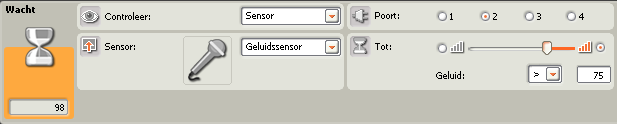 Wacht
98
Controleer: Sensor
Sensor: Geluidssensor
Poort: 1 2 3 4
Tot:
Geluid: > 75